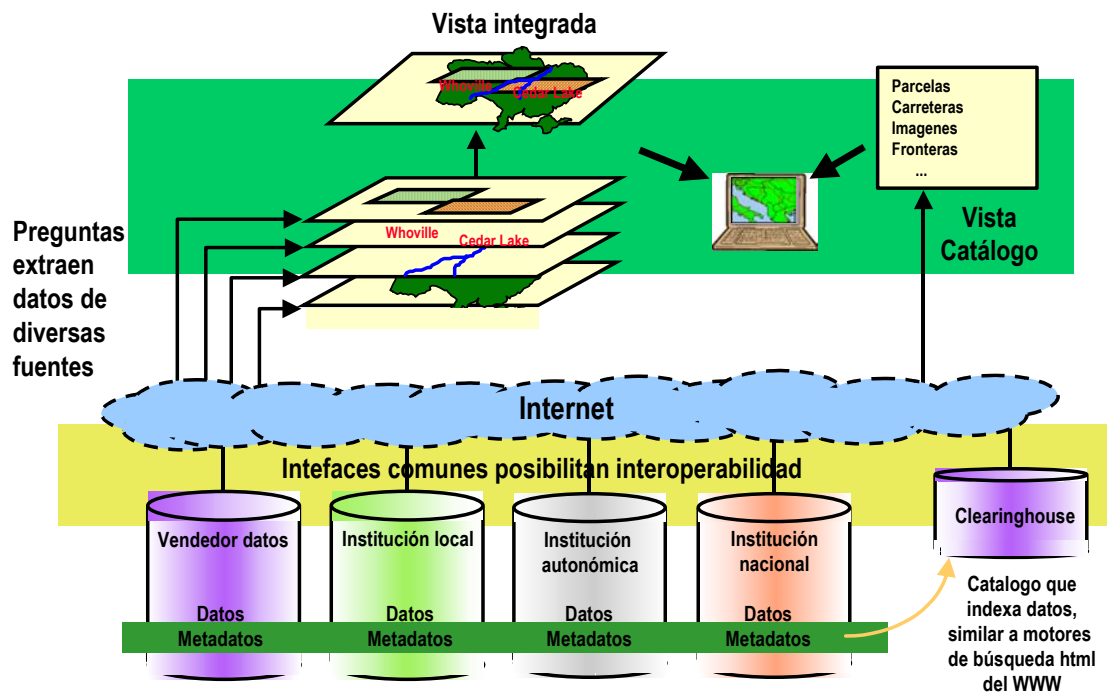 Vista integrada
Whoville
Cedar Lake
Parcelas
Carreteras
Imagenes
Fronteras
...
Vista
Catálogo
Preguntas
extraen
datos de
diversas
fuentes
Whoville
Cedar Lake
Internet
Intefaces comunes posibilitan interoperabilidad
Vendedor datos
Datos
Metadatos
Institución local
Datos
Metadatos
Institución
autonómica
Datos
Metadatos
Institución
nacional
Datos
Metadatos
Clearinghouse
Catalogo que
indexa datos,
similar a motores
de búsqueda html
del WWW